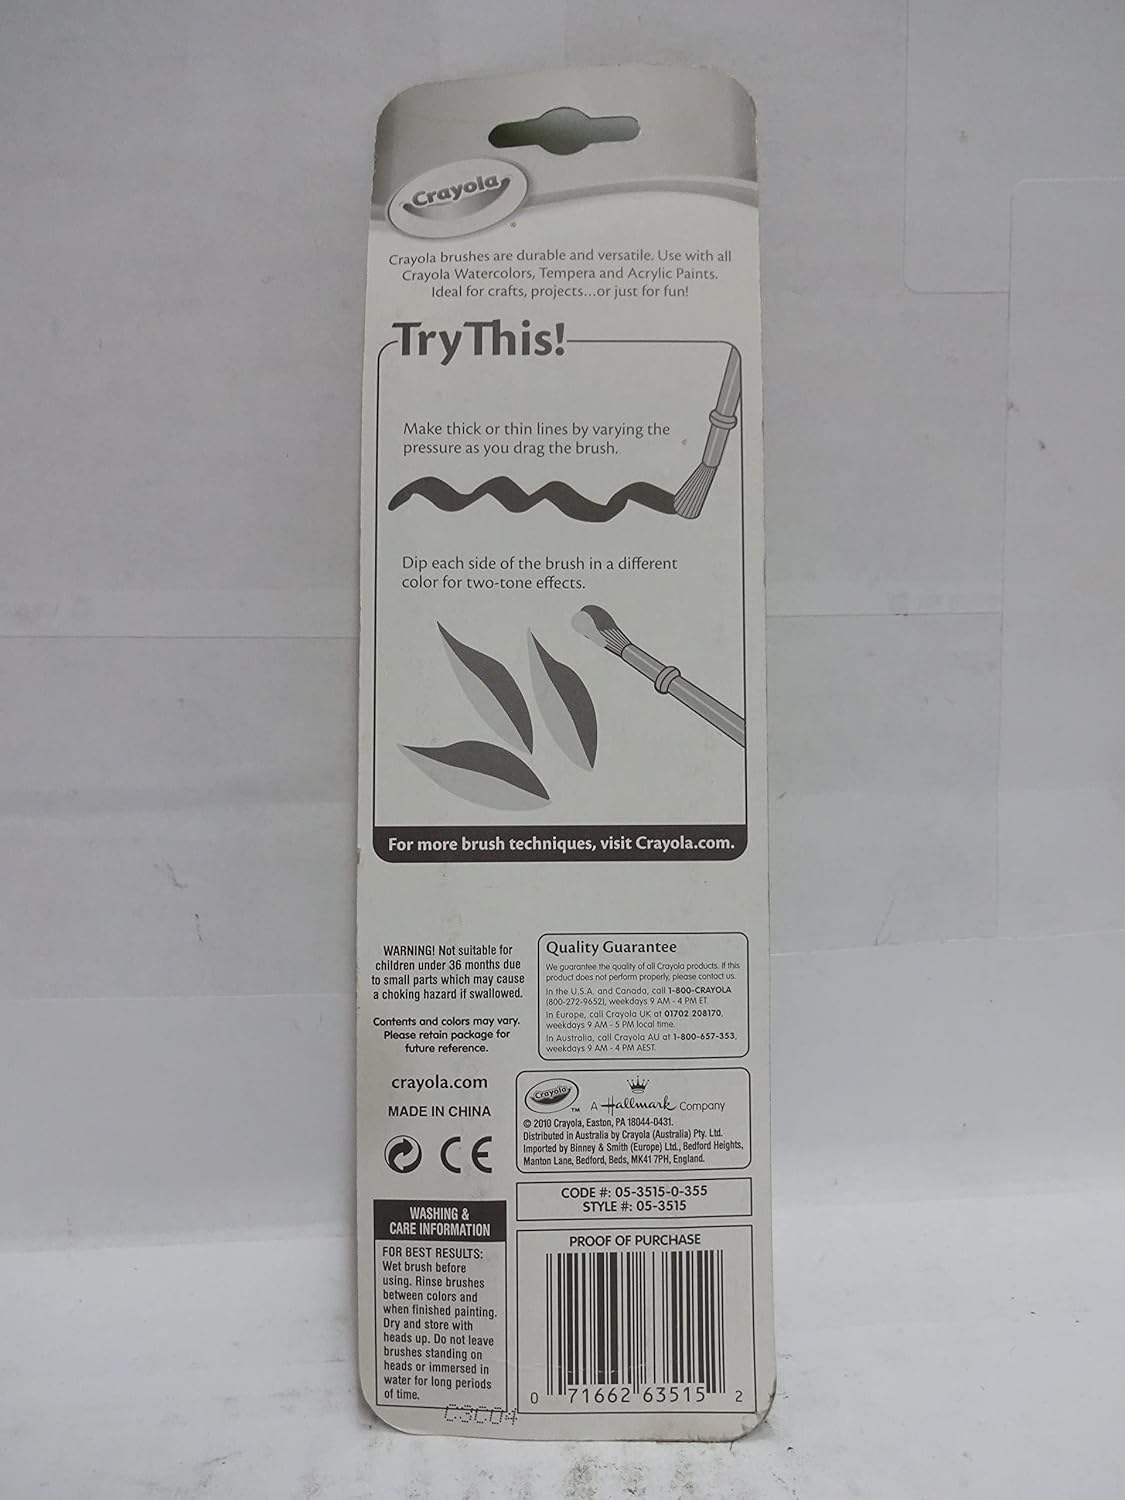 Crayola
®
Crayola brushes are durable and versatile. Use with all
Crayola Watercolors, Tempera and Acrylic Paints.
Ideal for crafts, projects...or just for fun!
Try This!
Make thick or thin lines by varying the
pressure as you drag the brush.
Dip each side of the brush in a different
color for two-tone effects.
For more brush techniques, visit Crayola.com.
WARNING! Not suitable for
children under 36 months due
to small parts which may cause
a choking hazard if swallowed.
Contents and colors may vary.
Please retain package for
future reference.
crayola.com
MADE IN CHINA
CE
WASHING &
CARE INFORMATION
FOR BEST RESULTS:
Wet brush before
using. Rinse brushes
between colors and
when finished painting.
Dry and store with
heads up. Do not leave
brushes standing on
heads or immersed in
water for long periods
of time.
Quality Guarantee
We guarantee the quality of all Crayola products. If this
product does not perform properly, please contact us.
In the U.S.A. and Canada, call 1-800-CRAYOLA
(800-272-9652), weekdays 9 AM - 4 PM ET.
In Europe, call Crayola UK at 01702 208170,
weekdays 9 AM - 5 PM local time.
In Australia, call Crayola AU at 1-800-657-353,
weekdays 9 AM - 4 PM AEST.
Crayola ™ A Hallmark Company
© 2010 Crayola, Easton, PA 18044-0431.
Distributed in Australia by Crayola (Australia) Pty. Ltd.
Imported by Binney & Smith (Europe) Ltd., Bedford Heights,
Manton Lane, Bedford, Beds, MK41 7PH, England.
CODE #: 05-3515-0-355
STYLE #: 05-3515
PROOF OF PURCHASE
0 71662 63515 2
C3C04